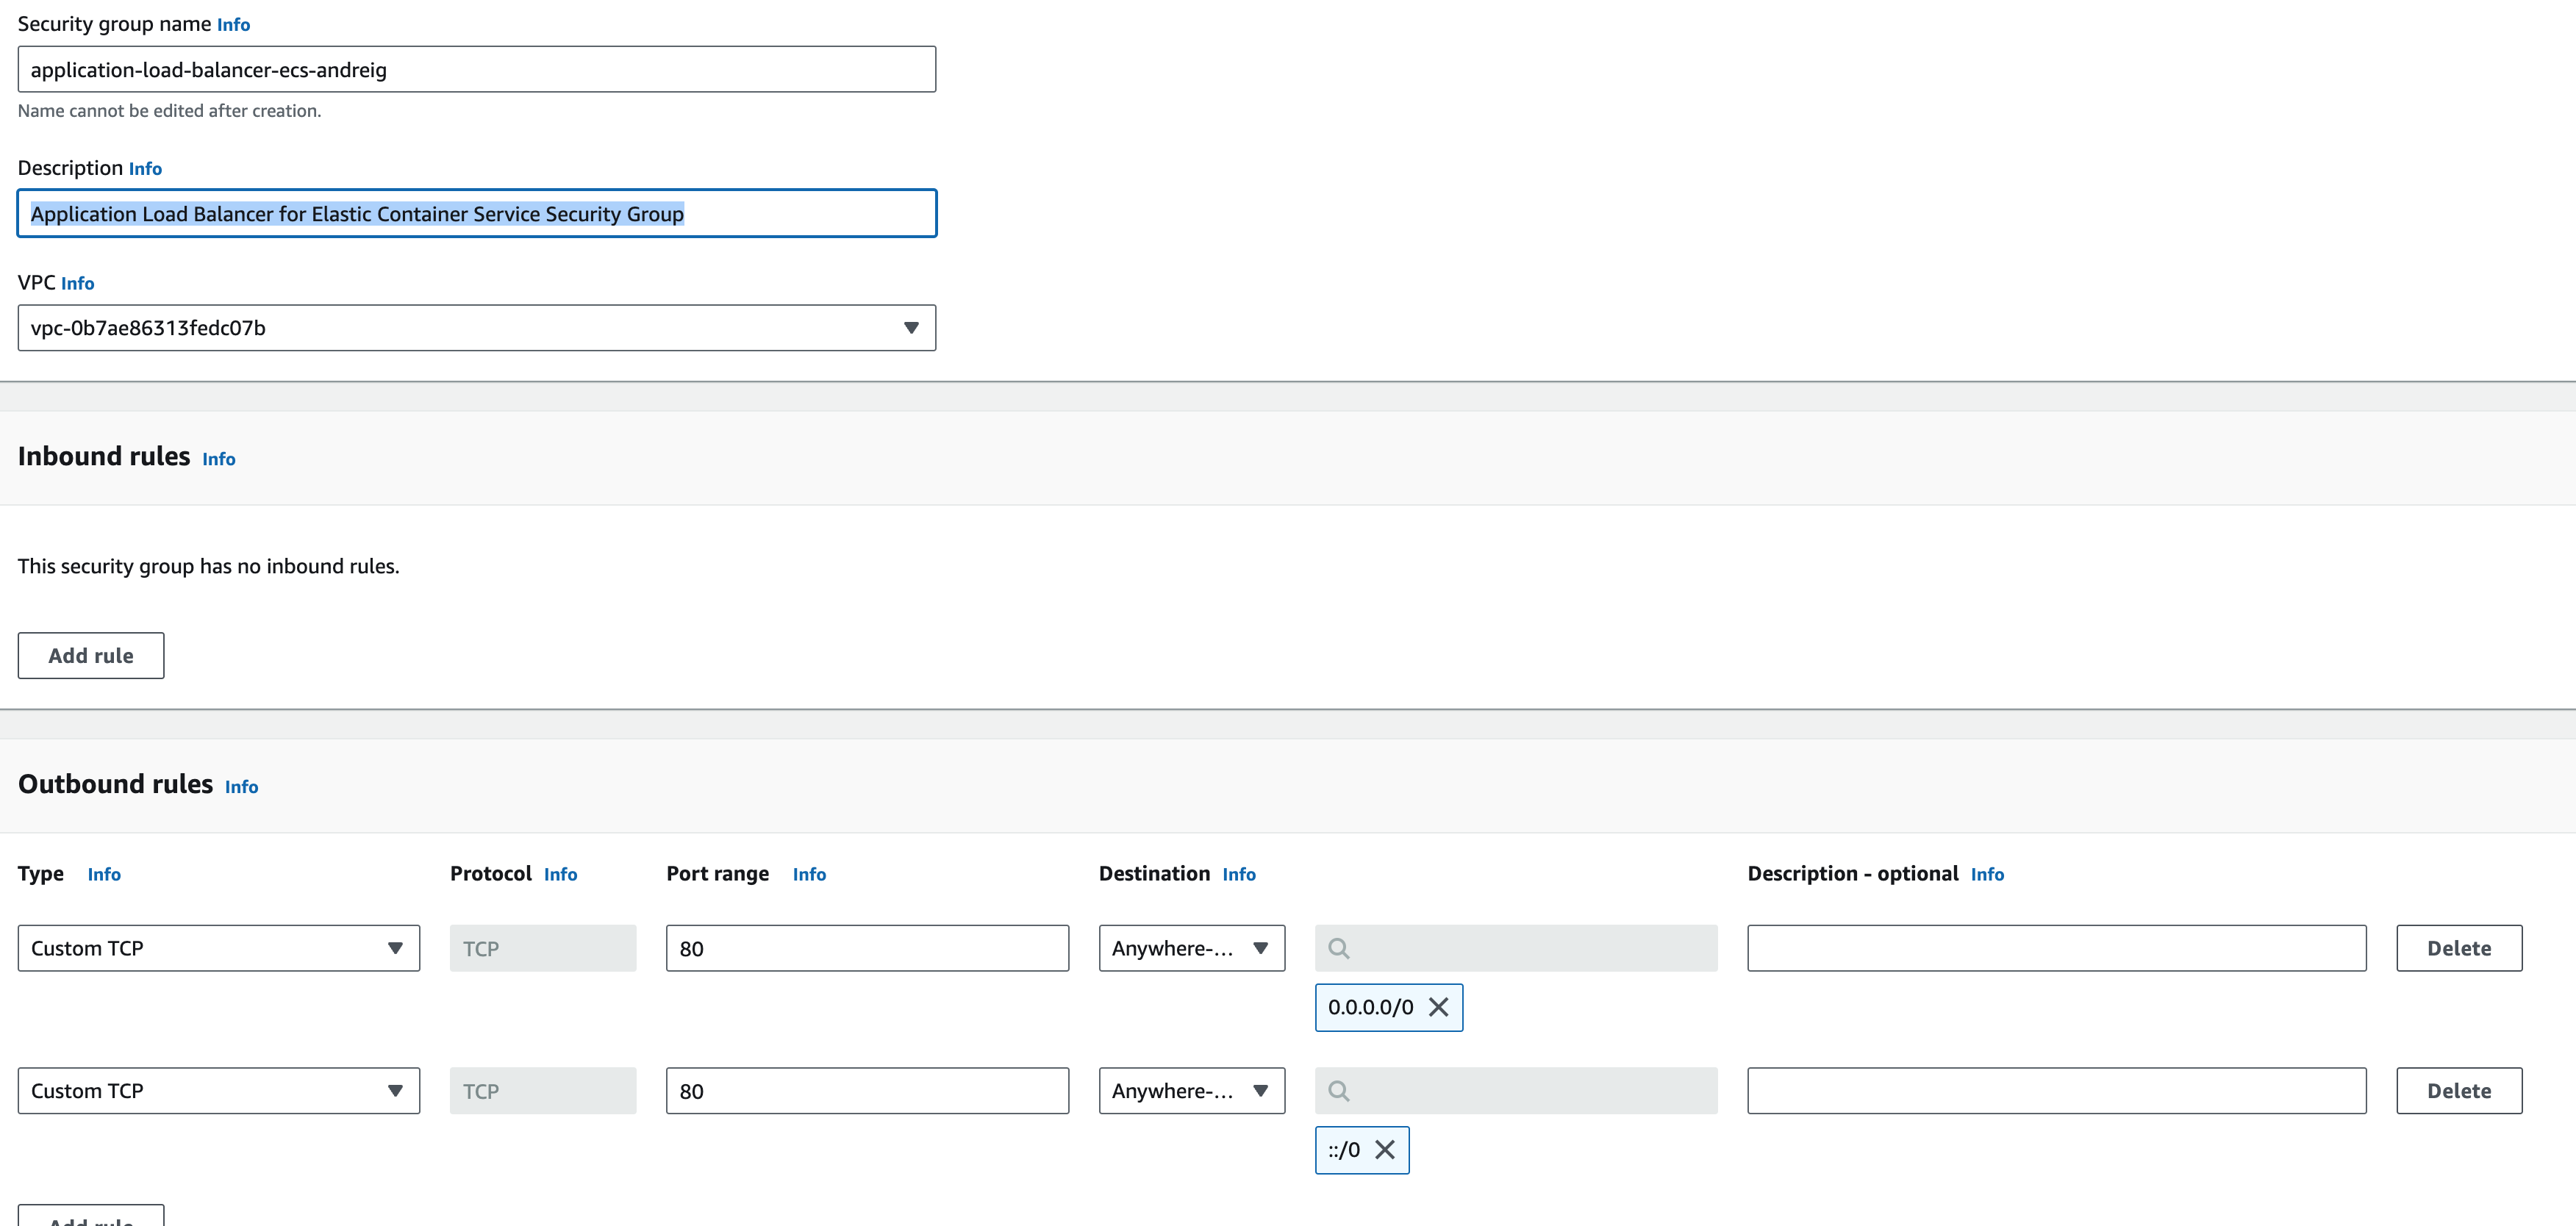 Security group name Info
application-load-balancer-ecs-andreig
Name cannot be edited after creation.
Description Info
Application Load Balancer for Elastic Container Service Security Group
VPC Info
vpc-0b7ae86313fedc07b
Inbound rules Info
This security group has no inbound rules.
Add rule
Outbound rules Info
Type Info Protocol Info Port range Info Destination Info Description - optional Info
Custom TCP TCP 80 Anywhere-... Delete
0.0.0.0/0
Custom TCP TCP 80 Anywhere-... Delete
::/0
Add rule